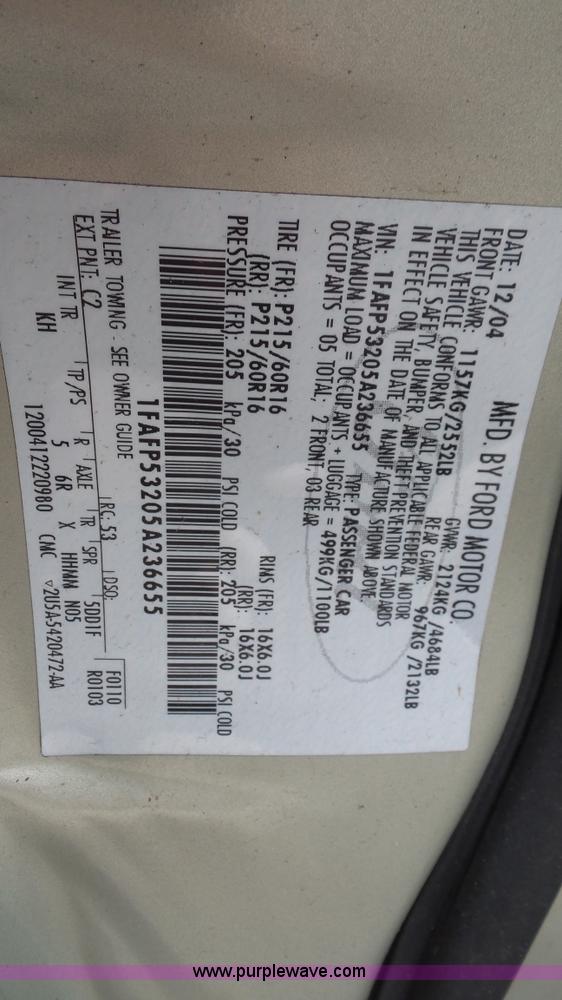 MFD. BY FORD MOTOR CO.
DATE: 12/04 GVWR: 2124KG /4684LB
FRONT GAWR: 1157KG/2552LB REAR GAWR: 967KG /2132LB
THIS VEHICLE CONFORMS TO ALL APPLICABLE FEDERAL MOTOR
VEHICLE SAFETY, BUMPER, AND THEFT PREVENTION STANDARDS
IN EFFECT ON THE DATE OF MANUFACTURE SHOWN ABOVE.
VIN: 1FAFP53205A236655 TYPE: PASSENGER CAR
MAXIMUM LOAD = OCCUPANTS + LUGGAGE = 499KG/1100LB
OCCUPANTS = 05 TOTAL, 2 FRONT, 03 REAR
TIRE (FR): P215/60R16 RIMS (FR): 16X6.0J
(RR): P215/60R16 (RR): 16X6.0J
PRESSURE (FR): 205 kPa/30 PSI COLD (RR): 205 kPa/30 PSI COLD
1FAFP53205A236655
TRAILER TOWING - SEE OWNER GUIDE
EXT PNT: C2 RC: 53 DSO: F0110
R0103
INT TR TP/PS R AXLE TR SPR 5DD1F
KH 5 6R X HHMM N05
1200412220980 CMC ▽2U5A-5420472-AA
www.purplewave.com